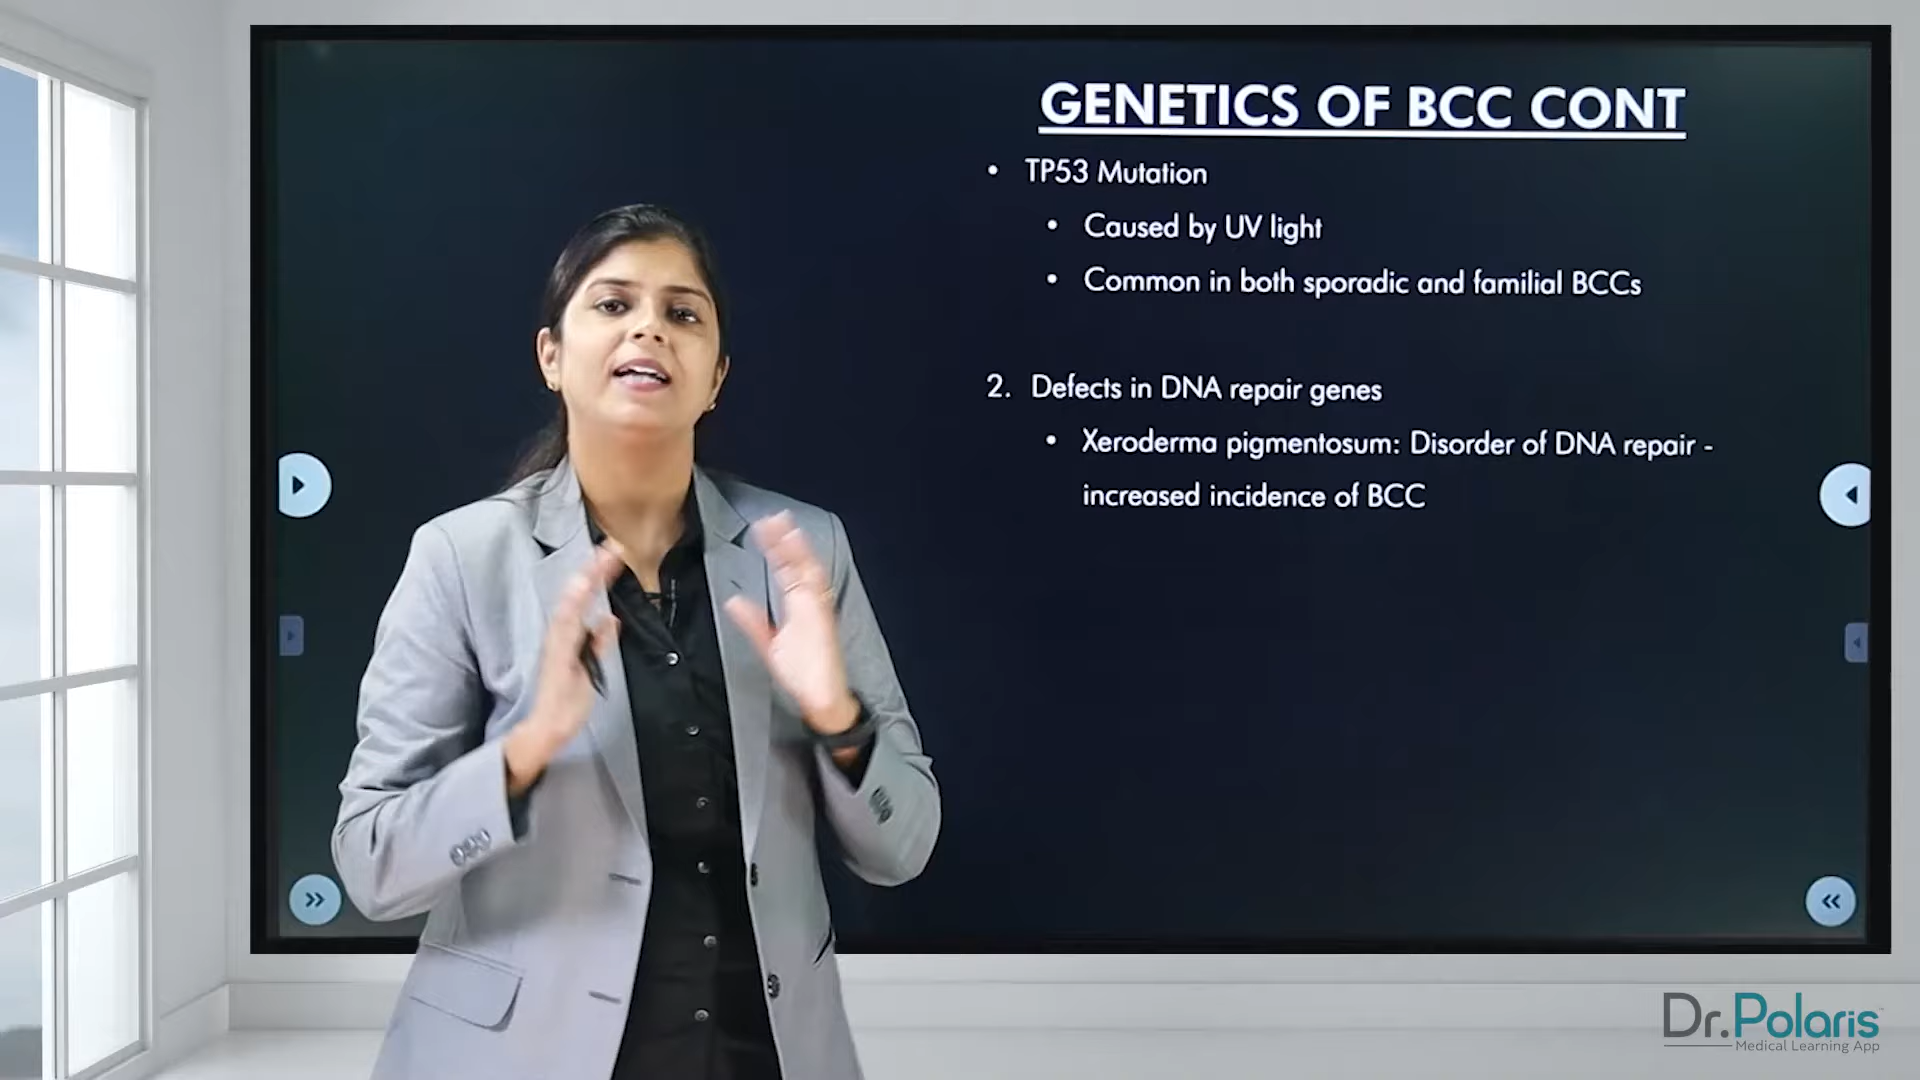 GENETICS OF BCC CONT
• TP53 Mutation
• Caused by UV light
• Common in both sporadic and familial BCCs
2. Defects in DNA repair genes
• Xeroderma pigmentosum: Disorder of DNA repair -
increased incidence of BCC
Dr.Polaris
Medical Learning App